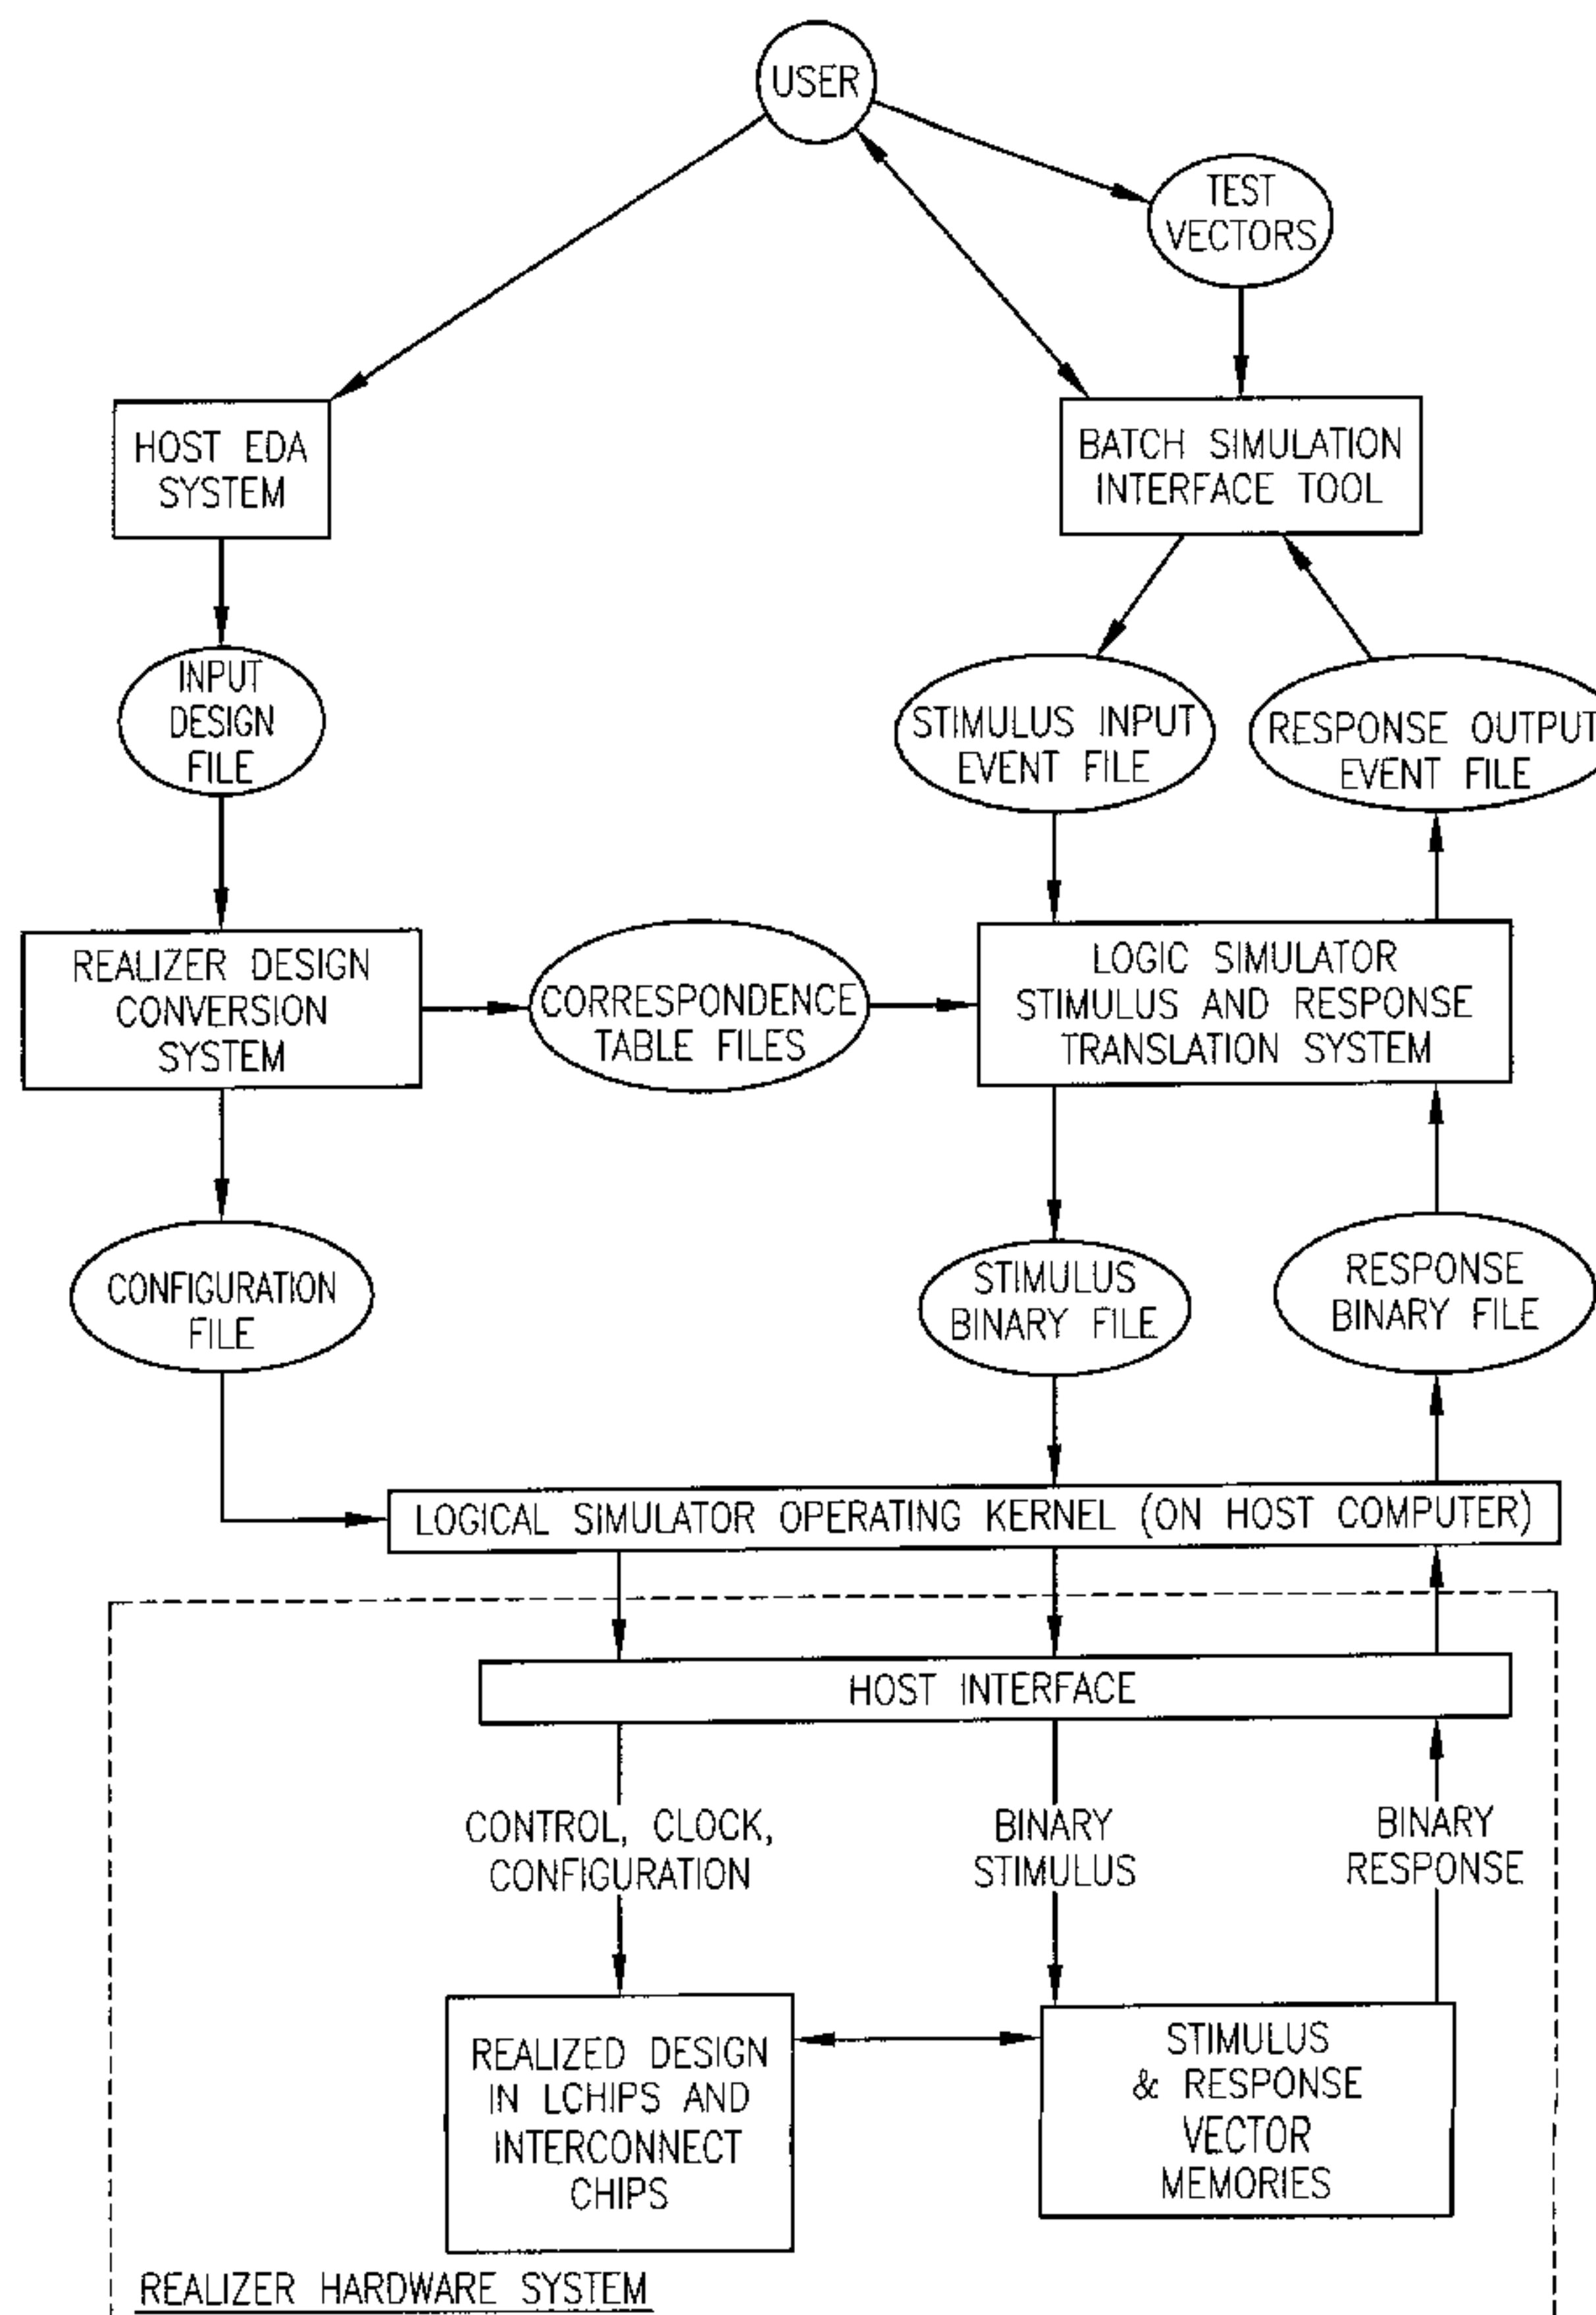 USER
TEST
VECTORS
HOST EDA
SYSTEM
BATCH SIMULATION
INTERFACE TOOL
INPUT
DESIGN
FILE
STIMULUS INPUT
EVENT FILE
RESPONSE OUTPUT
EVENT FILE
REALIZER DESIGN
CONVERSION
SYSTEM
CORRESPONDENCE
TABLE FILES
LOGIC SIMULATOR
STIMULUS AND RESPONSE
TRANSLATION SYSTEM
CONFIGURATION
FILE
STIMULUS
BINARY FILE
RESPONSE
BINARY FILE
LOGICAL SIMULATOR OPERATING KERNEL (ON HOST COMPUTER)
HOST INTERFACE
CONTROL, CLOCK,
CONFIGURATION
BINARY
STIMULUS
BINARY
RESPONSE
REALIZED DESIGN
IN LCHIPS AND
INTERCONNECT
CHIPS
STIMULUS
& RESPONSE
VECTOR
MEMORIES
REALIZER HARDWARE SYSTEM